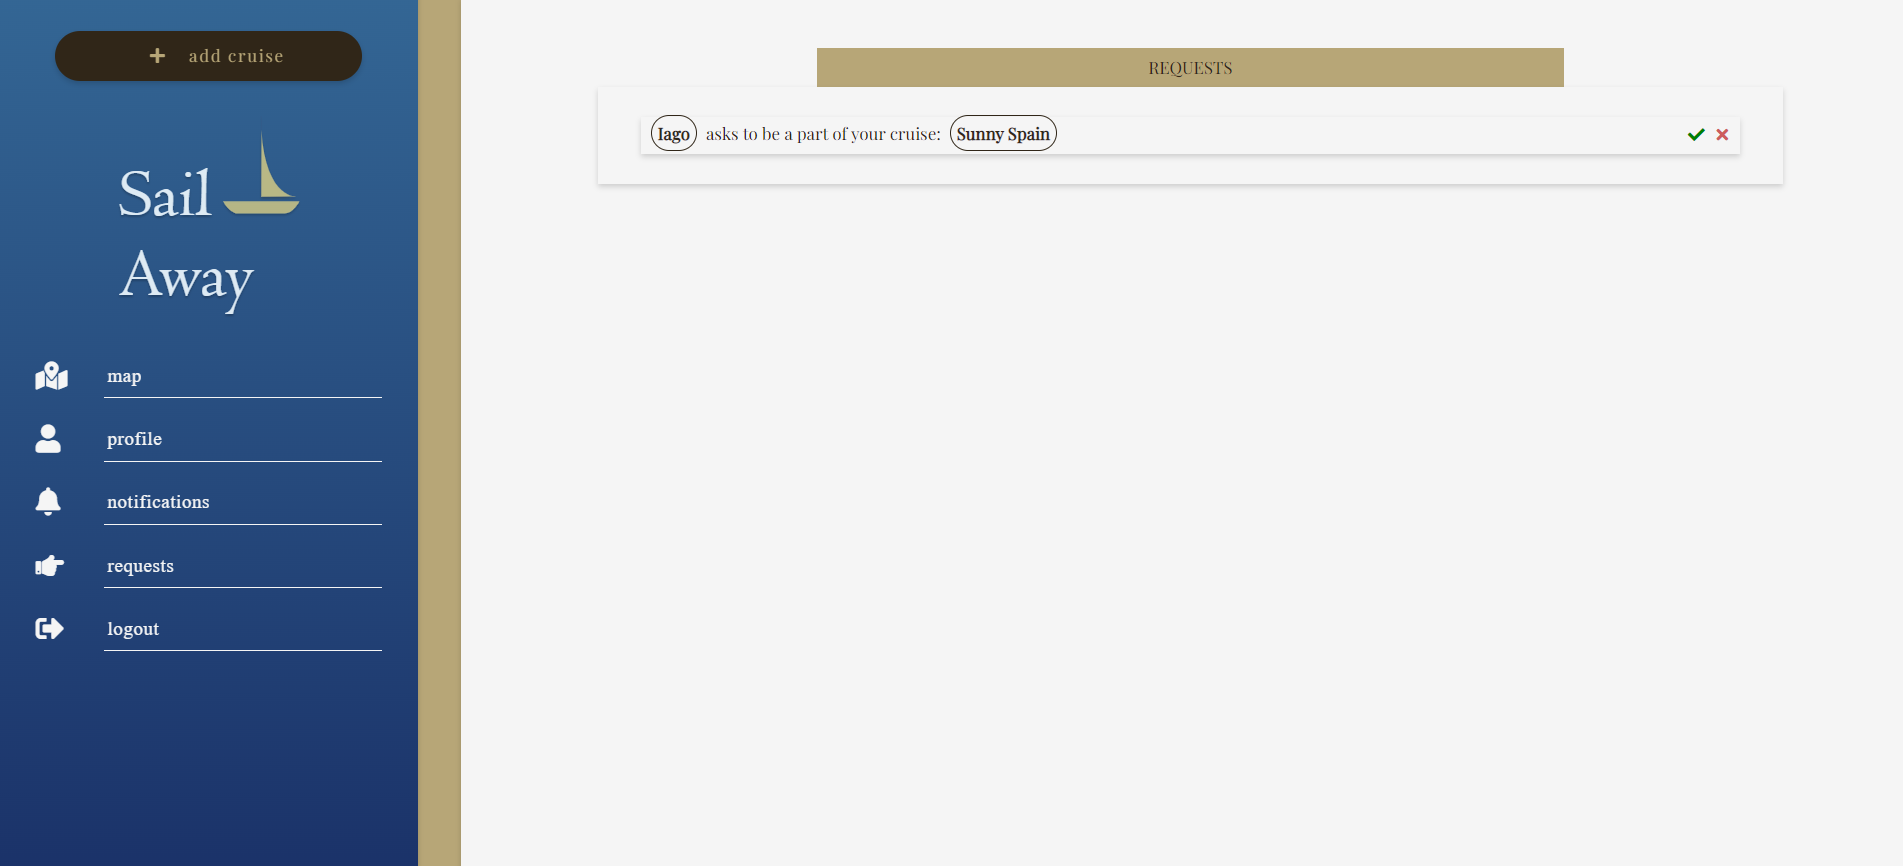 add cruise
Sail
Away
map
profile
notifications
requests
logout
REQUESTS
Iago asks to be a part of your cruise: Sunny Spain